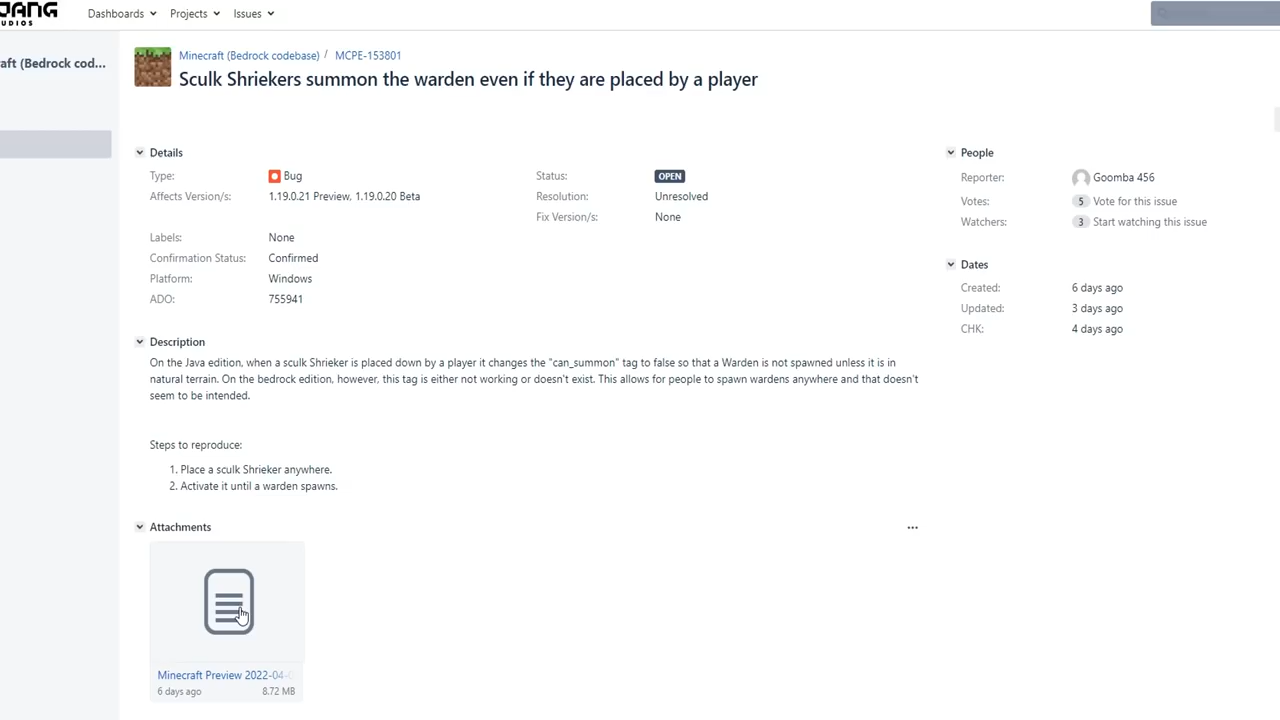 JANG
UDIOS
Dashboards
Projects
Issues
aft (Bedrock cod...
Minecraft (Bedrock codebase) / MCPE-153801
Sculk Shriekers summon the warden even if they are placed by a player
Details
Type: Bug
Affects Version/s: 1.19.0.21 Preview, 1.19.0.20 Beta
Status: OPEN
Resolution: Unresolved
Fix Version/s: None
Labels: None
Confirmation Status: Confirmed
Platform: Windows
ADO: 755941
Description
On the Java edition, when a sculk Shrieker is placed down by a player it changes the "can_summon" tag to false so that a Warden is not spawned unless it is in
natural terrain. On the bedrock edition, however, this tag is either not working or doesn't exist. This allows for people to spawn wardens anywhere and that doesn't
seem to be intended.
Steps to reproduce:
1. Place a sculk Shrieker anywhere.
2. Activate it until a warden spawns.
Attachments
Minecraft Preview 2022-04-
6 days ago 8.72 MB
People
Reporter: Goomba 456
Votes: 5 Vote for this issue
Watchers: 3 Start watching this issue
Dates
Created: 6 days ago
Updated: 3 days ago
CHK: 4 days ago